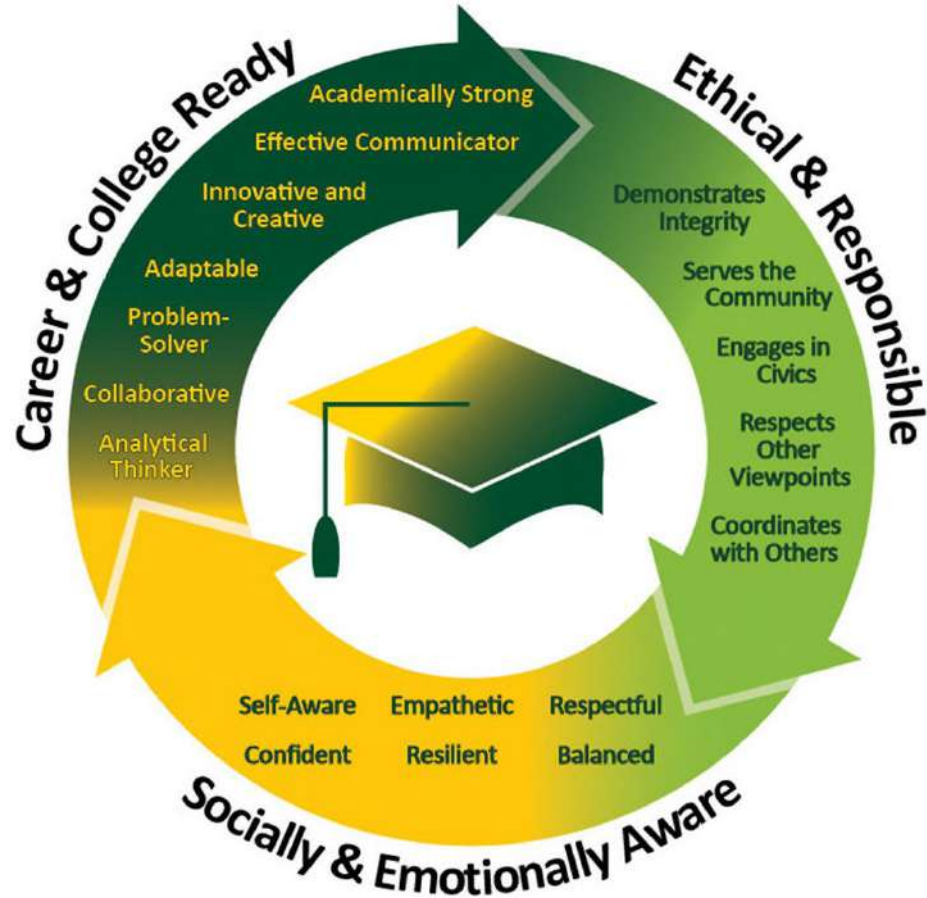 Career & College Ready
Academically Strong
Effective Communicator
Innovative and
Creative
Adaptable
Problem-
Solver
Collaborative
Analytical
Thinker
Ethical & Responsible
Demonstrates
Integrity
Serves the
Community
Engages in
Civics
Respects
Other
Viewpoints
Coordinates
with Others
Self-Aware Empathetic Respectful
Confident Resilient Balanced
Socially & Emotionally Aware